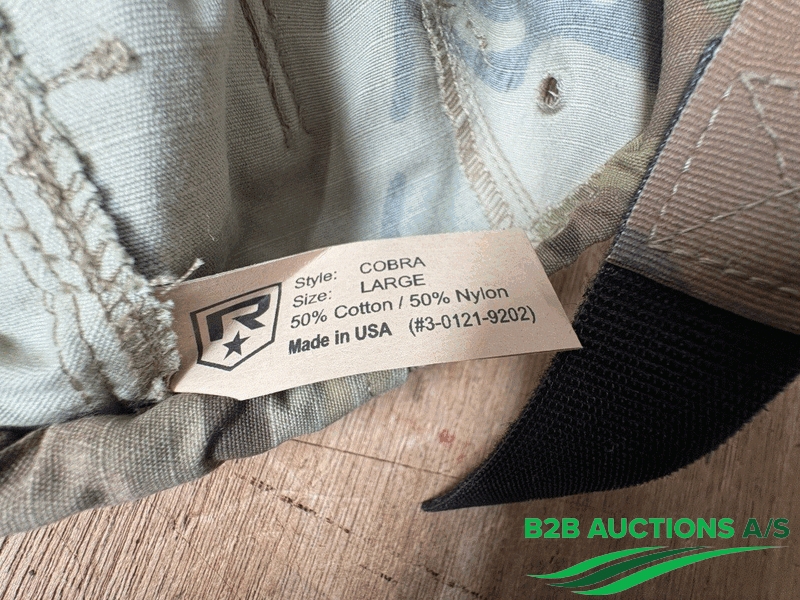 Style: COBRA
Size: LARGE
50% Cotton / 50% Nylon
Made in USA (#3-0121-9202)
R
B2B AUCTIONS A/S